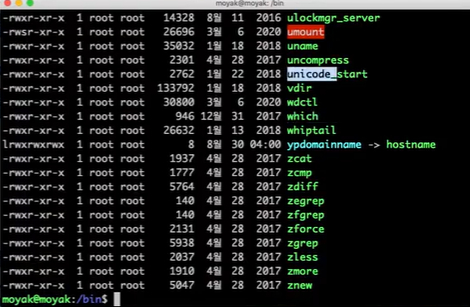 moyak@moyak: /bin
-rwxr-xr-x 1 root root 14328 8월 11 2016 ulockmgr_server
-rwsr-xr-x 1 root root 26696 3월 6 2020 umount
-rwxr-xr-x 1 root root 35032 1월 18 2018 uname
-rwxr-xr-x 1 root root 2301 4월 28 2017 uncompress
-rwxr-xr-x 1 root root 2762 1월 22 2018 unicode_start
-rwxr-xr-x 1 root root 133792 1월 18 2018 vdir
-rwxr-xr-x 1 root root 30800 3월 6 2020 wdctl
-rwxr-xr-x 1 root root 946 12월 31 2017 which
-rwxr-xr-x 1 root root 26632 1월 13 2018 whiptail
lrwxrwxrwx 1 root root 8 8월 30 04:00 ypdomainname -> hostname
-rwxr-xr-x 1 root root 1937 4월 28 2017 zcat
-rwxr-xr-x 1 root root 1777 4월 28 2017 zcmp
-rwxr-xr-x 1 root root 5764 4월 28 2017 zdiff
-rwxr-xr-x 1 root root 140 4월 28 2017 zegrep
-rwxr-xr-x 1 root root 140 4월 28 2017 zfgrep
-rwxr-xr-x 1 root root 2131 4월 28 2017 zforce
-rwxr-xr-x 1 root root 5938 4월 28 2017 zgrep
-rwxr-xr-x 1 root root 2037 4월 28 2017 zless
-rwxr-xr-x 1 root root 1910 4월 28 2017 zmore
-rwxr-xr-x 1 root root 5047 4월 28 2017 znew
moyak@moyak:/bin$